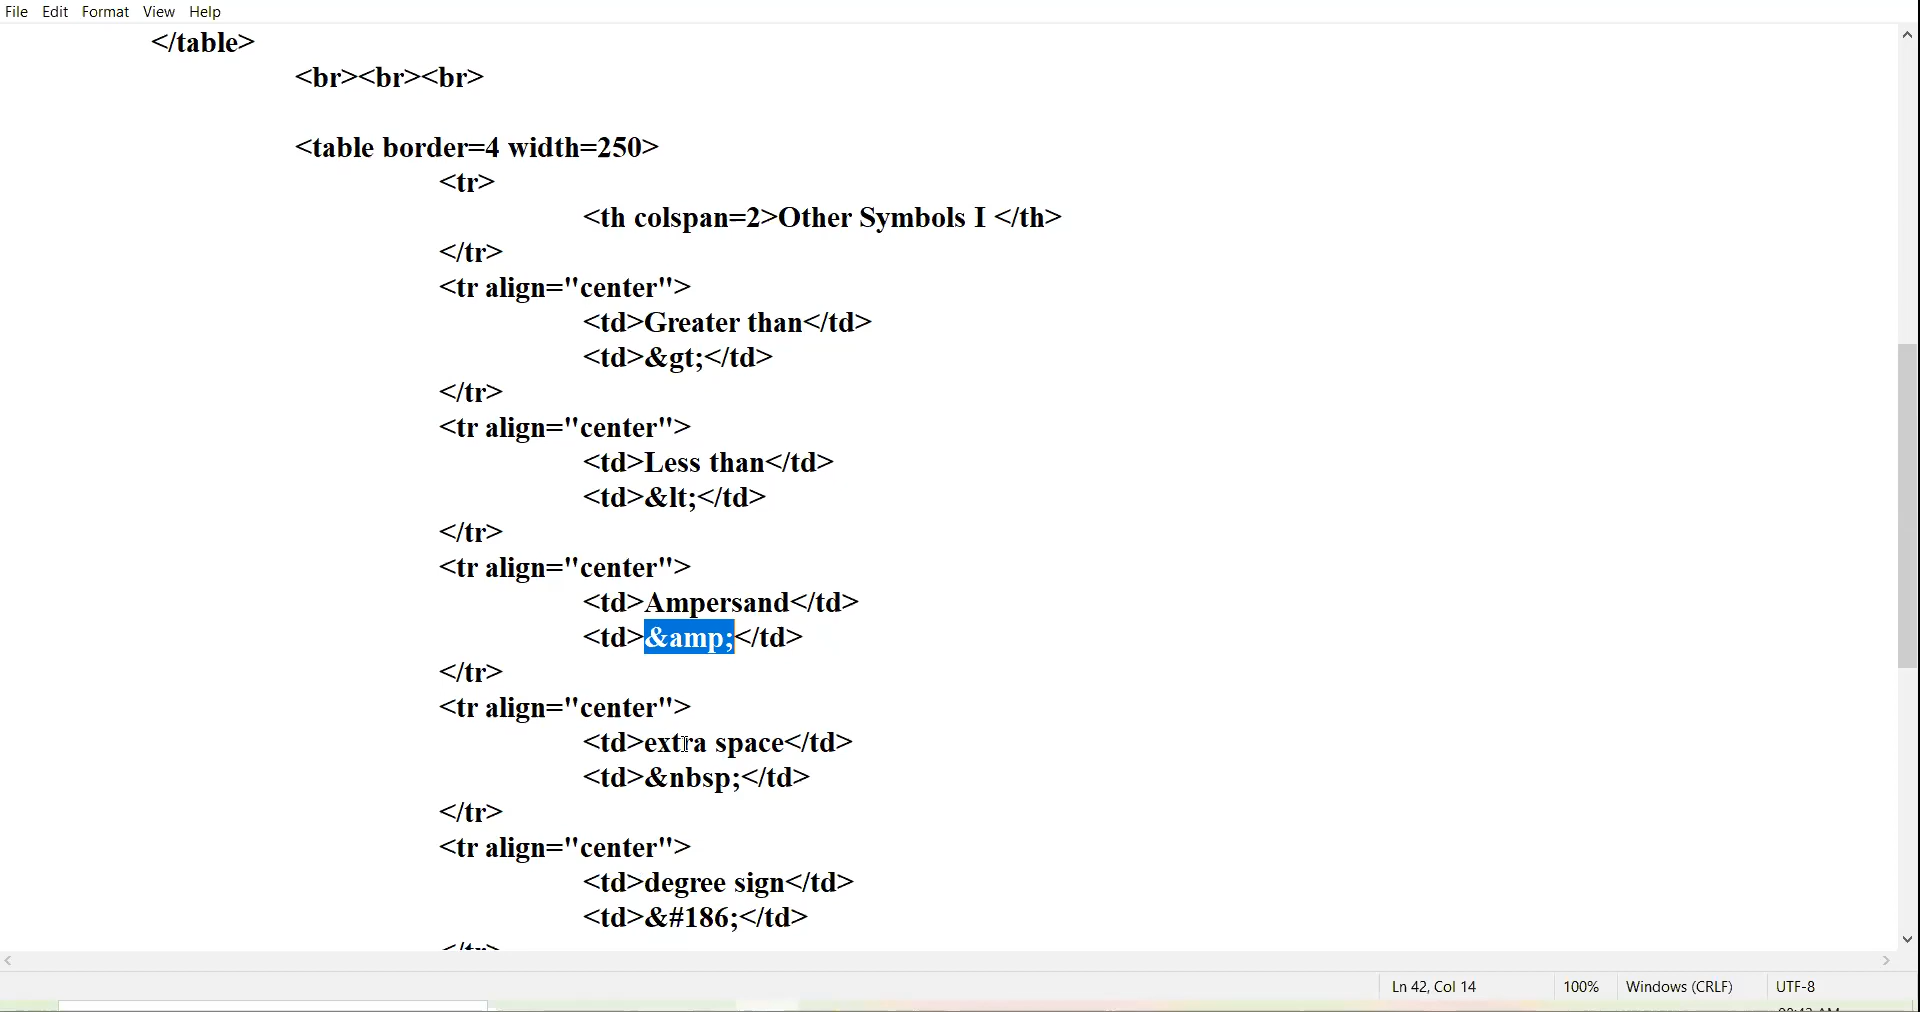 File Edit Format View Help
</table>
<br><br><br>
<table border=4 width=250>
<tr>
<th colspan=2>Other Symbols I </th>
</tr>
<tr align="center">
<td>Greater than</td>
<td>&gt;</td>
</tr>
<tr align="center">
<td>Less than</td>
<td>&lt;</td>
</tr>
<tr align="center">
<td>Ampersand</td>
<td>&amp;</td>
</tr>
<tr align="center">
<td>extra space</td>
<td>&nbsp;</td>
</tr>
<tr align="center">
<td>degree sign</td>
<td>&#186;</td>
</tr>
Ln 42, Col 14 100% Windows (CRLF) UTF-8